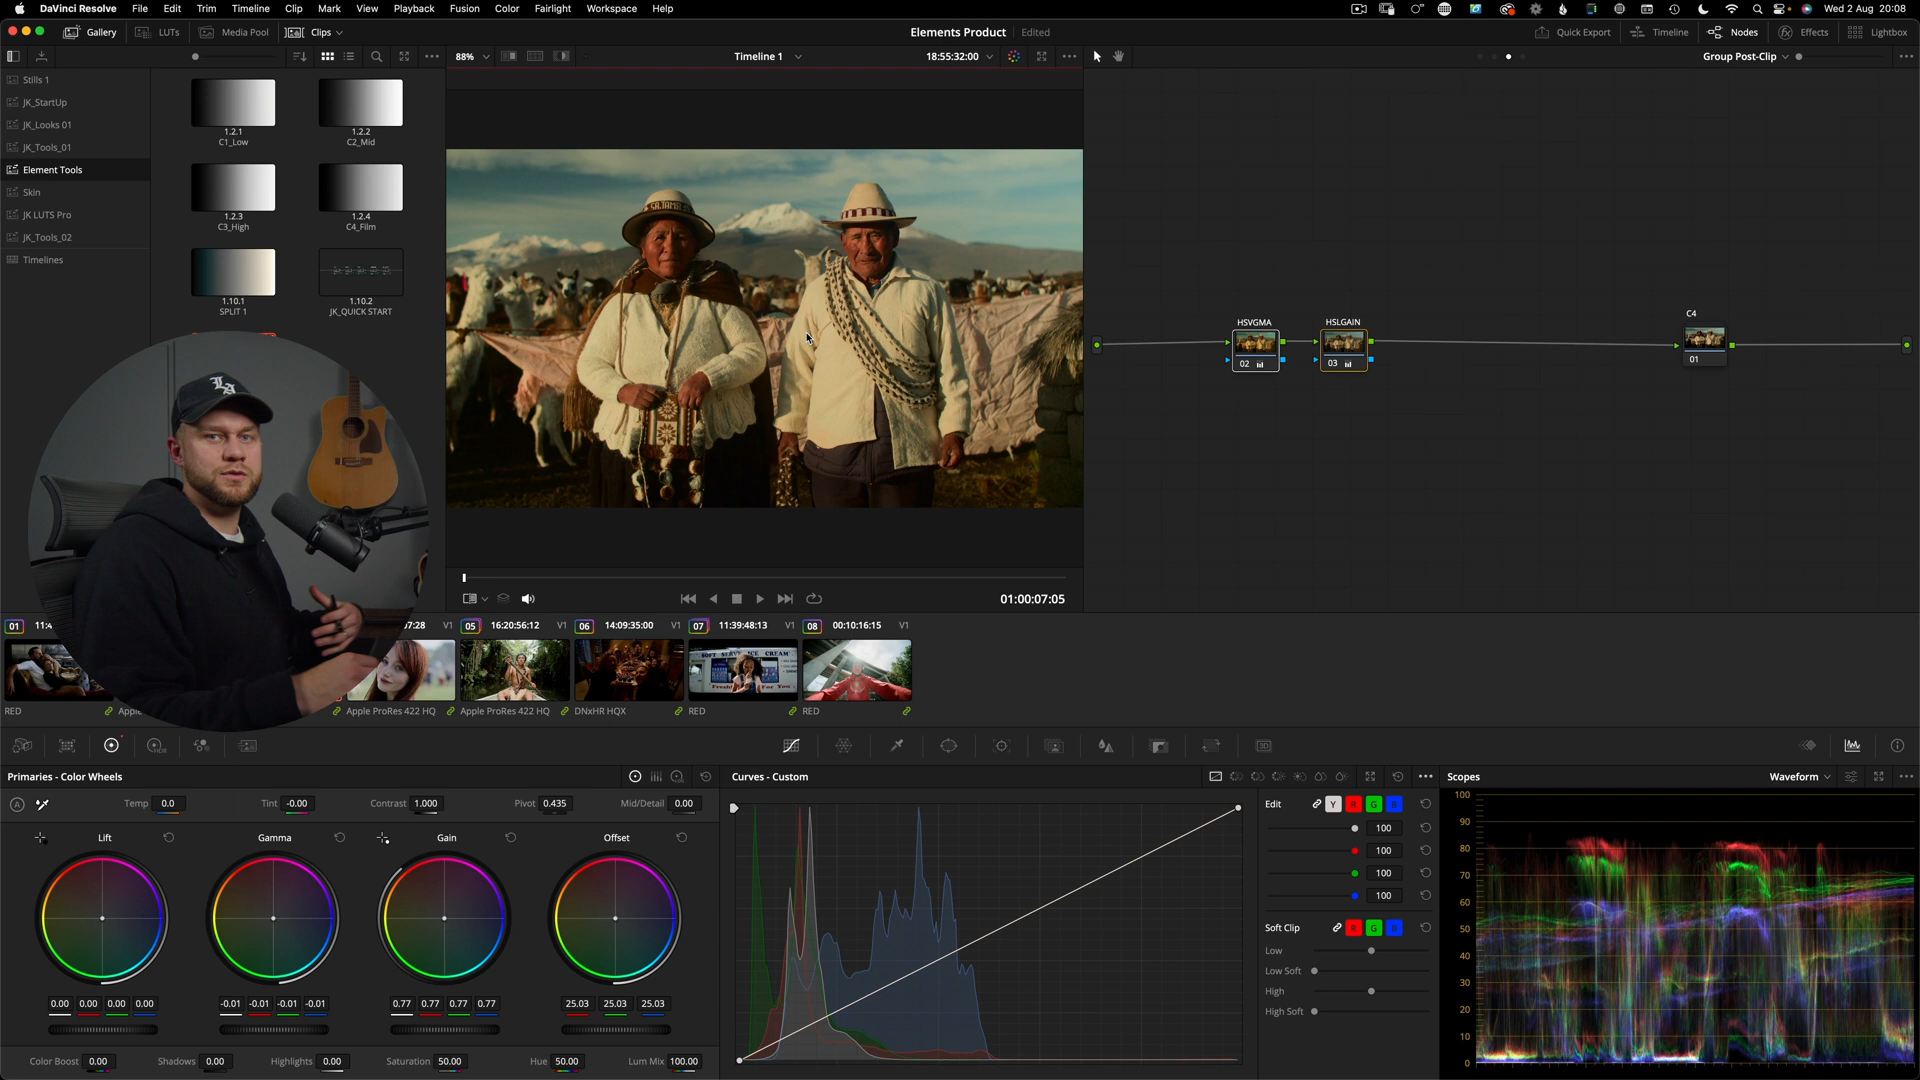 DaVinci Resolve File Edit Trim Timeline Clip Mark View Playback Fusion Color Fairlight Workspace Help
Wed 2 Aug 20:08
Gallery LUTs Media Pool Clips
Elements Product Edited
Quick Export Timeline Nodes Effects Lightbox
88%
Timeline 1
18:55:32:00
Group Post-Clip
Stills 1
JK_StartUp
JK_Looks 01
JK_Tools_01
Element Tools
Skin
JK LUTS Pro
JK_Tools_02
Timelines
1.2.1
C1_Low
1.2.2
C2_Mid
1.2.3
C3_High
1.2.4
C4_Film
1.10.1
SPLIT 1
1.10.2
JK_QUICK START
SAJAMA
LA
HSVGMA
02
HSLGAIN
03
C4
01
01:00:07:05
01 11:4
7:28 V1
05 16:20:56:12 V1
06 14:09:35:00 V1
07 11:39:48:13 V1
08 00:10:16:15 V1
SOFT SERVE ICE CREAM
RED
Apple
Apple ProRes 422 HQ
Apple ProRes 422 HQ
DNxHR HQX
RED
RED
Primaries - Color Wheels
Temp 0.0 Tint -0.00 Contrast 1.000 Pivot 0.435 Mid/Detail 0.00
Lift Gamma Gain Offset
0.00 0.00 0.00 0.00
-0.01 -0.01 -0.01 -0.01
0.77 0.77 0.77 0.77
25.03 25.03 25.03
Color Boost 0.00 Shadows 0.00 Highlights 0.00 Saturation 50.00 Hue 50.00 Lum Mix 100.00
Curves - Custom
Edit Y R G B
100
100
100
100
Soft Clip R G B
Low
Low Soft
High
High Soft
Scopes
Waveform
100
90
80
70
60
50
40
30
20
10
0